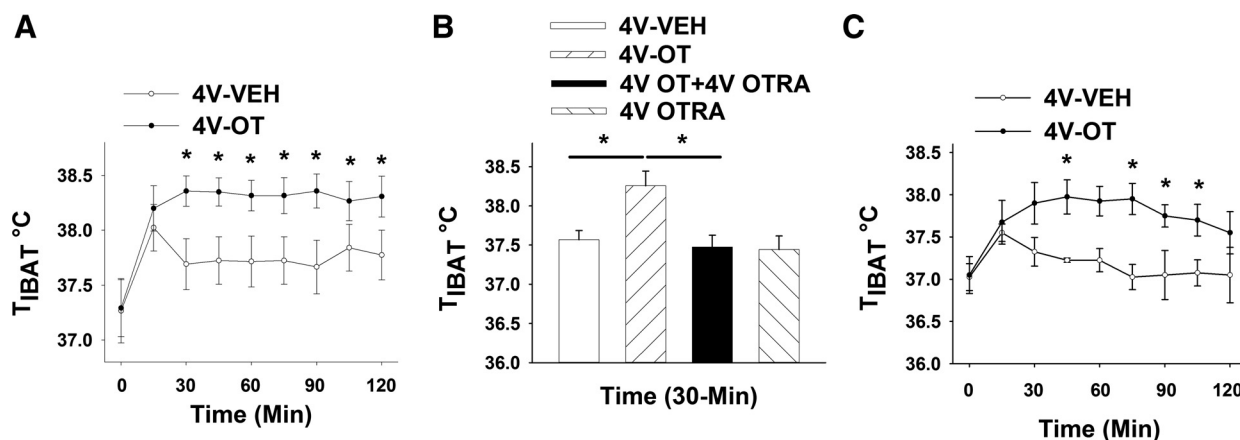 A
4V-VEH
4V-OT
* * * * * * *
38.5
38.0
37.5
37.0
TIBAT °C
0 30 60 90 120
Time (Min)
B
4V-VEH
4V-OT
4V OT+4V OTRA
4V OTRA
* *
38.5
38.0
37.5
37.0
36.5
36.0
TIBAT °C
Time (30-Min)
C
4V-VEH
4V-OT
* * * *
38.5
38.0
37.5
37.0
36.5
36.0
TIBAT °C
0 30 60 90 120
Time (Min)